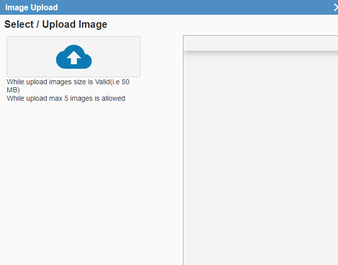 Image Upload
Select / Upload Image
While upload images size is Valid(i.e 50
MB)
While upload max 5 images is allowed